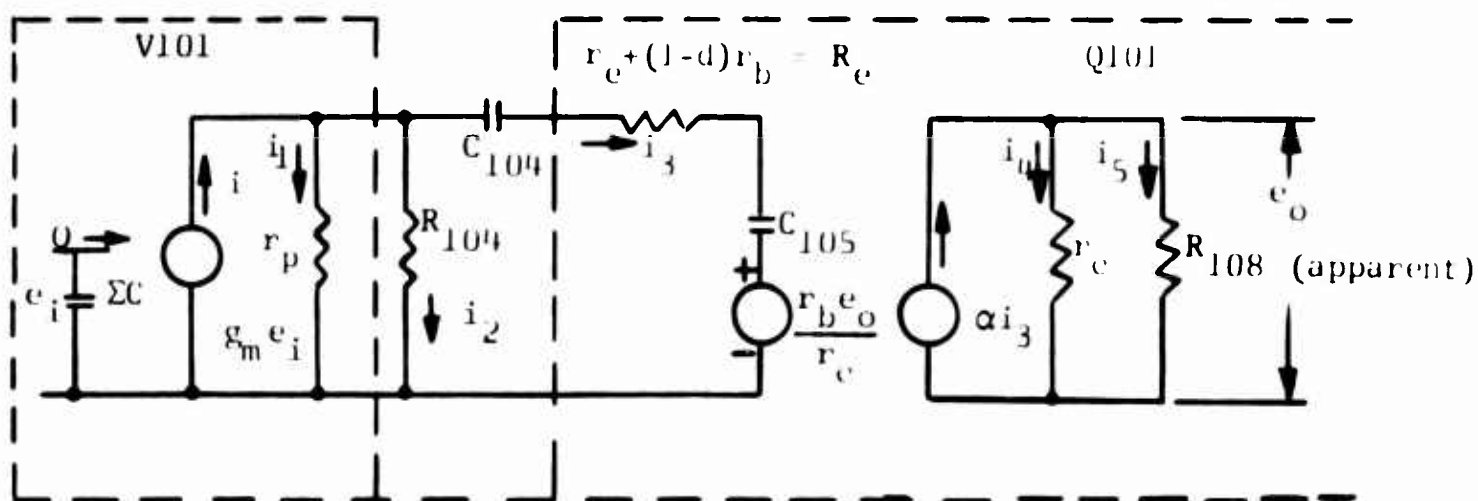 V101
r_e+(1-d)r_b = R_e
Q101
C_104
i_3
i_1
i
r_p
R_104
i_2
g_m e_i
Q
e_i
ΣC
C_105
+
r_b e_o
r_c
-
αi_3
i_4
i_5
r_c
R_108 (apparent)
e_o